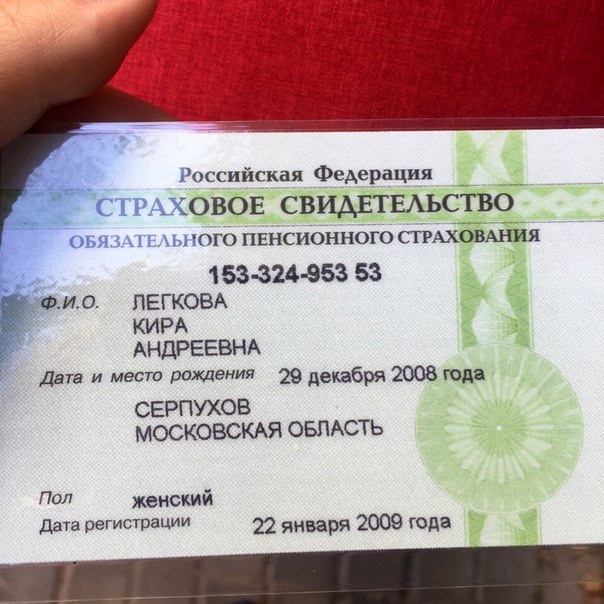 Российская Федерация
СТРАХОВОЕ СВИДЕТЕЛЬСТВО
ОБЯЗАТЕЛЬНОГО ПЕНСИОННОГО СТРАХОВАНИЯ
153-324-953 53
Ф.И.О. ЛЕГКОВА
КИРА
АНДРЕЕВНА
Дата и место рождения 29 декабря 2008 года
СЕРПУХОВ
МОСКОВСКАЯ ОБЛАСТЬ
Пол женский
Дата регистрации 22 января 2009 года